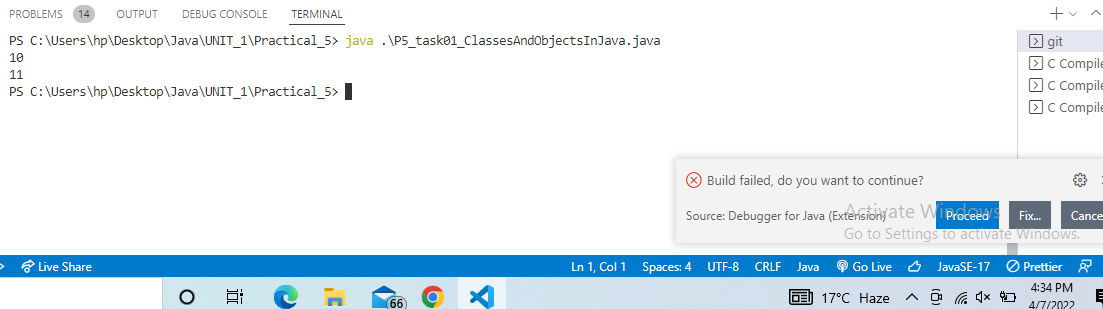 PROBLEMS 14 OUTPUT DEBUG CONSOLE TERMINAL
PS C:\Users\hp\Desktop\Java\UNIT_1\Practical_5> java .\P5_task01_ClassesAndObjectsInJava.java
10
11
PS C:\Users\hp\Desktop\Java\UNIT_1\Practical_5>
git
C Compile
C Compile
C Compile
Build failed, do you want to continue?
Source: Debugger for Java (Extension)
Proceed Fix... Cance
Activate Windows
Go to Settings to activate Windows.
Live Share Ln 1, Col 1 Spaces: 4 UTF-8 CRLF Java Go Live JavaSE-17 Prettier
66 17°C Haze 4:34 PM
4/7/2022